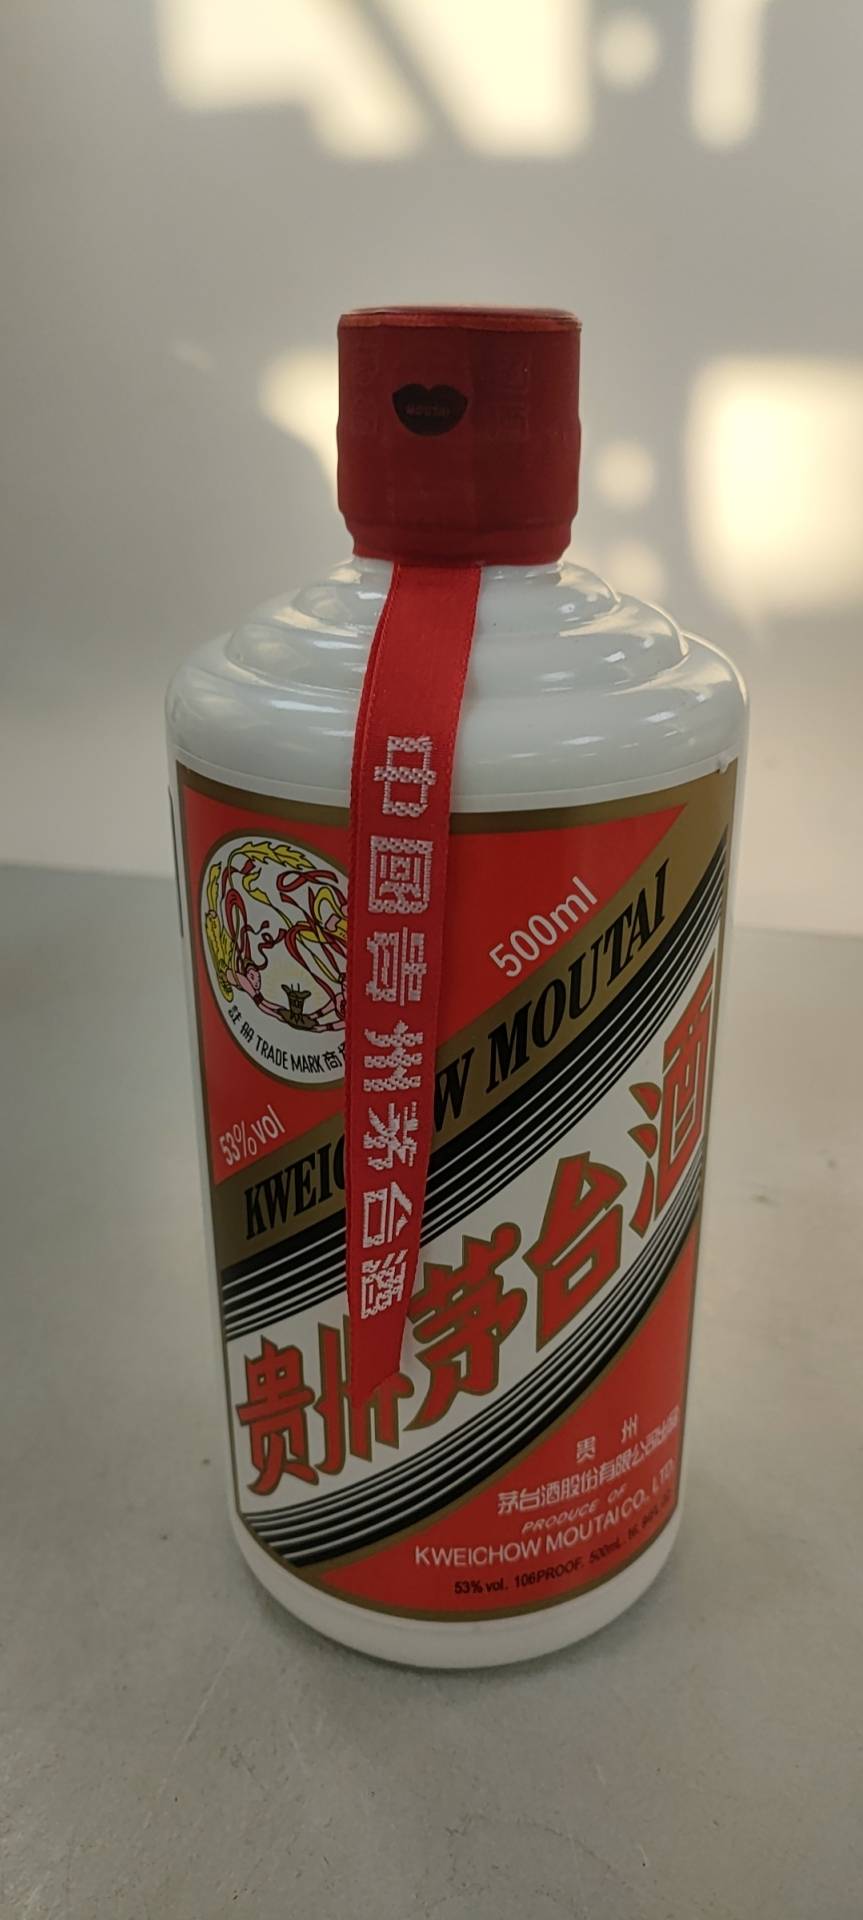 MOUTAI
中國贵州茅台酒
500ml
註册 TRADE MARK 商
53%vol
KWEIC W MOUTAI
贵州茅台酒
贵州
茅台酒股份有限公司出品
PRODUCE OF
KWEICHOW MOUTAI CO., LTD.
53% vol. 106PROOF. 500mL.